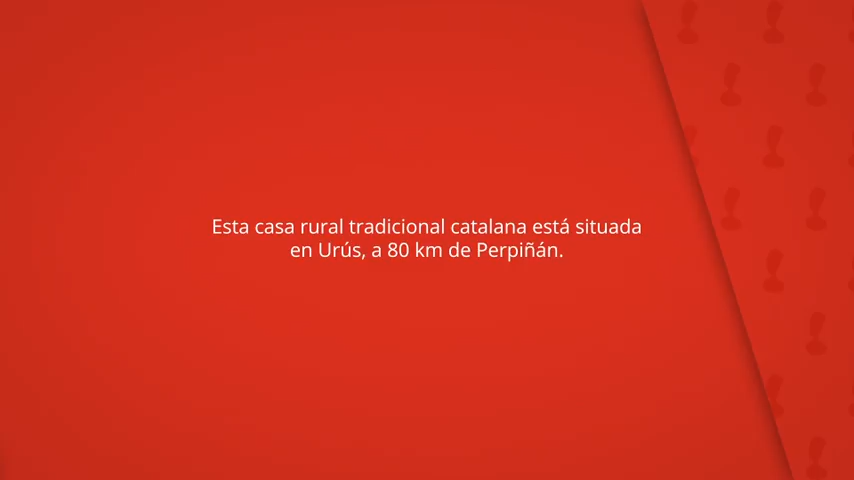 Esta casa rural tradicional catalana está situada
en Urús, a 80 km de Perpiñán.